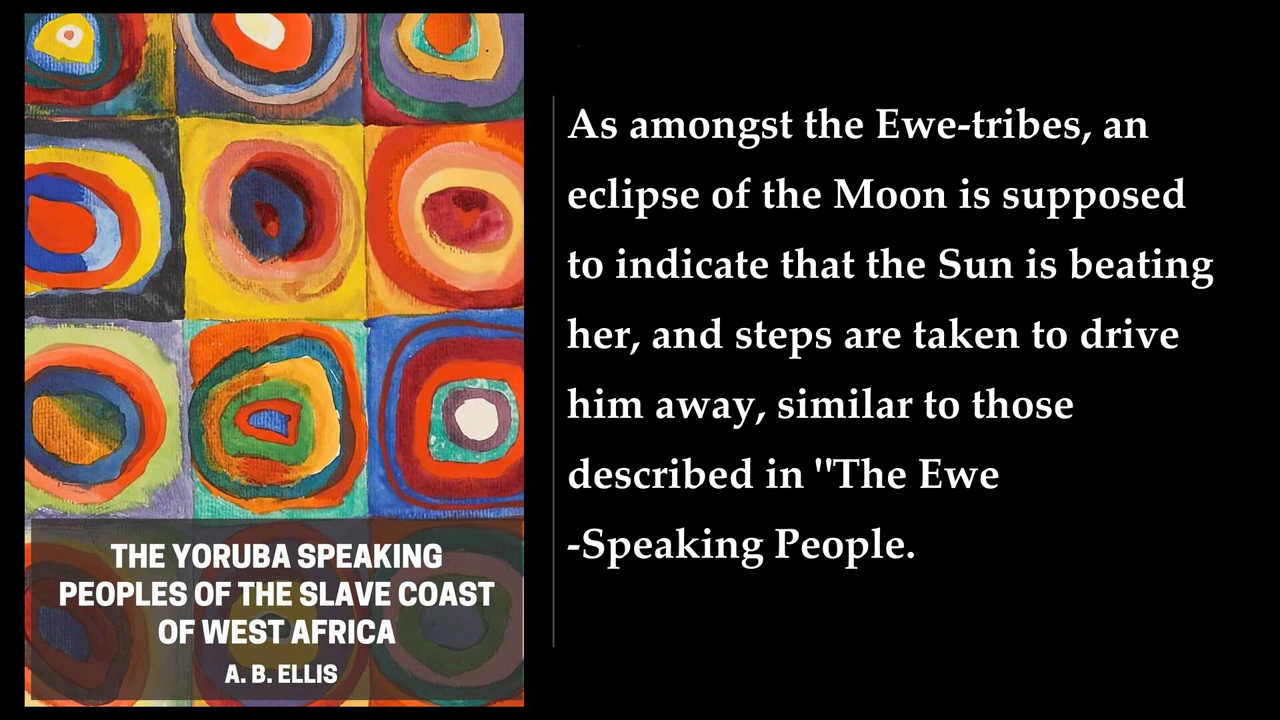 THE YORUBA SPEAKING
PEOPLES OF THE SLAVE COAST
OF WEST AFRICA
A. B. ELLIS
As amongst the Ewe-tribes, an
eclipse of the Moon is supposed
to indicate that the Sun is beating
her, and steps are taken to drive
him away, similar to those
described in "The Ewe
-Speaking People.